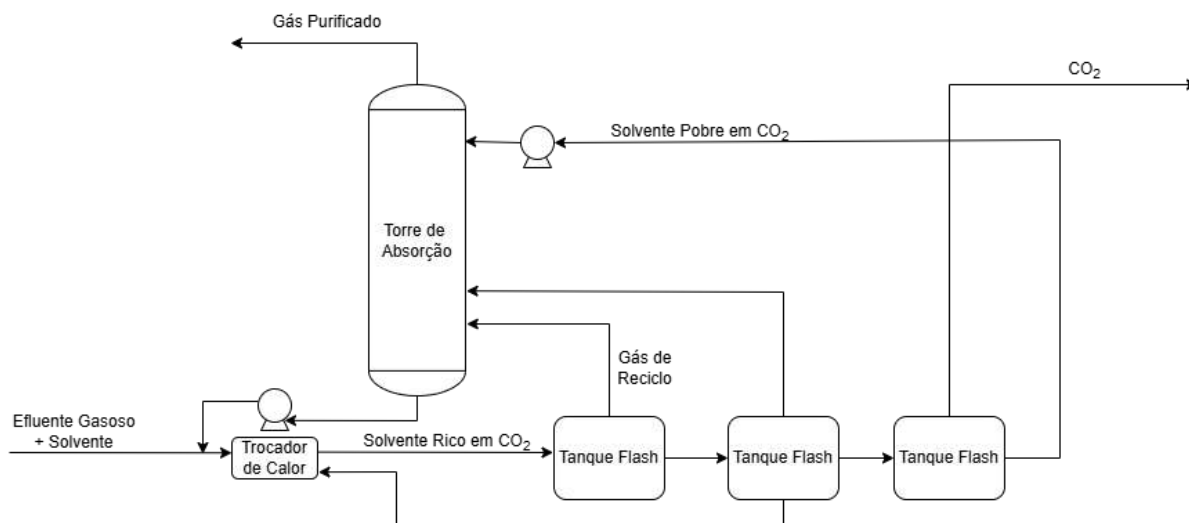 Gás Purificado
CO₂
Solvente Pobre em CO₂
Torre de
Absorção
Gás de
Reciclo
Efluente Gasoso
+ Solvente
Trocador
de Calor
Solvente Rico em CO₂
Tanque Flash
Tanque Flash
Tanque Flash